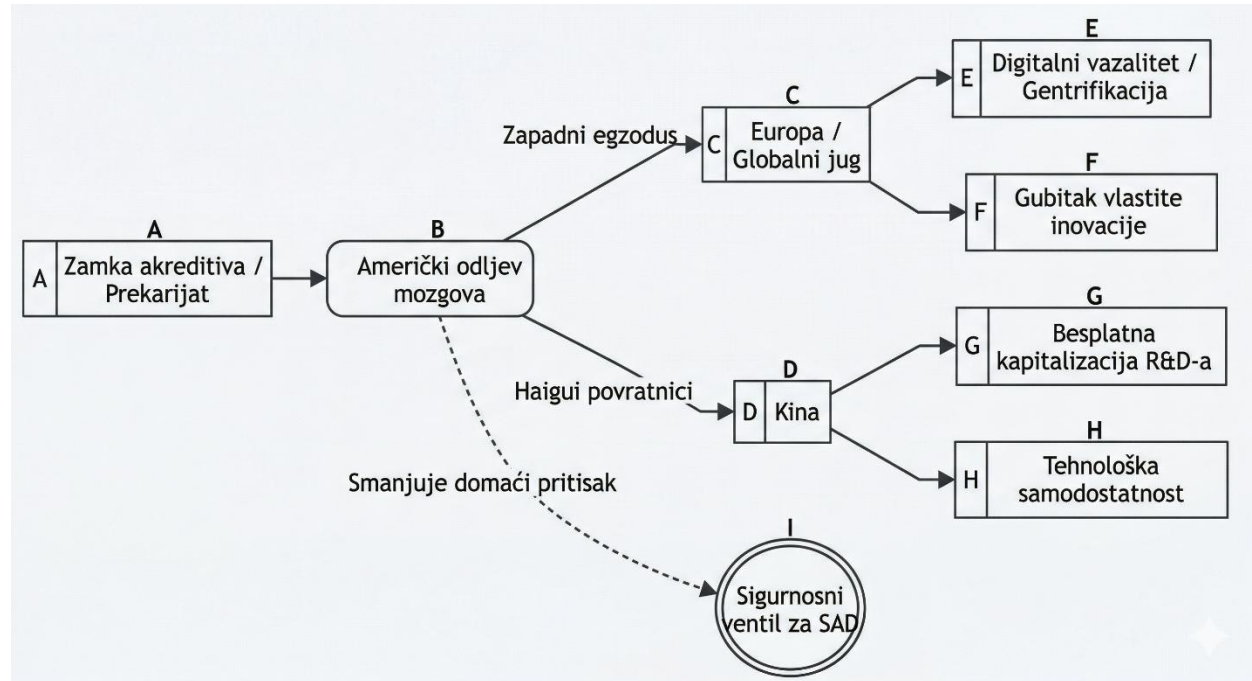 A
A
Zamka akreditiva /
Prekarijat
B
Američki odljev
mozgova
Zapadni egzodus
C
C
Europa /
Globalni jug
E
E
Digitalni vazalitet /
Gentrifikacija
F
F
Gubitak vlastite
inovacije
Haigui povratnici
D
D
Kina
G
G
Besplatna
kapitalizacija R&D-a
H
H
Tehnološka
samodostatnost
Smanjuje domaći pritisak
I
Sigurnosni
ventil za SAD